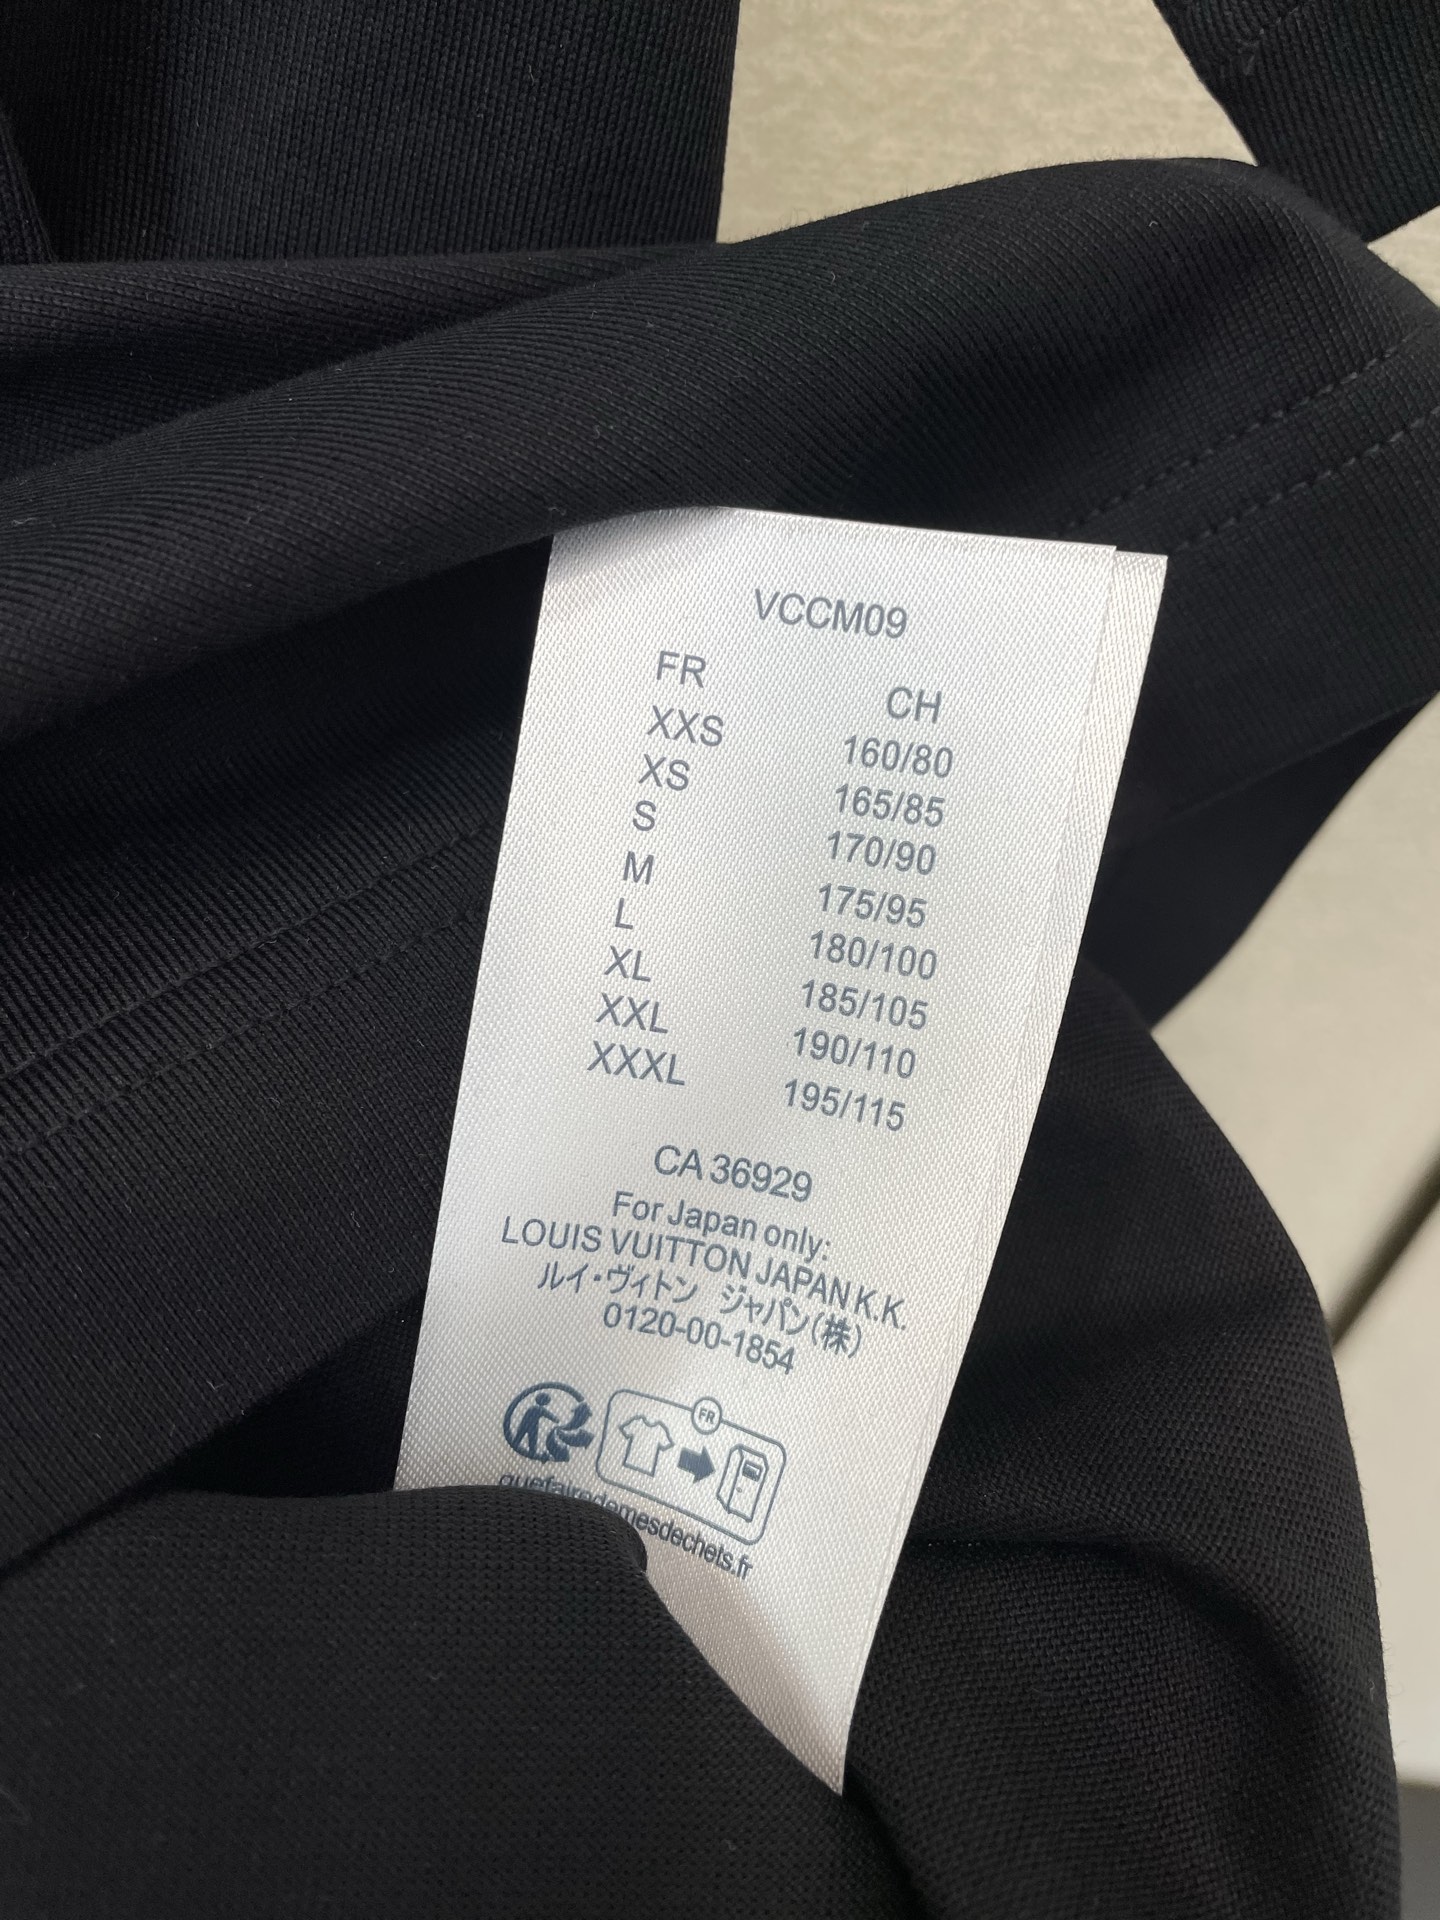 VCCM09
FR CH
XXS 160/80
XS 165/85
S 170/90
M 175/95
L 180/100
XL 185/105
XXL 190/110
XXXL 195/115
CA 36929
For Japan only:
LOUIS VUITTON JAPAN K.K.
ルイ・ヴィトン ジャパン(株)
0120-00-1854
FR
quefairedemesdechets.fr